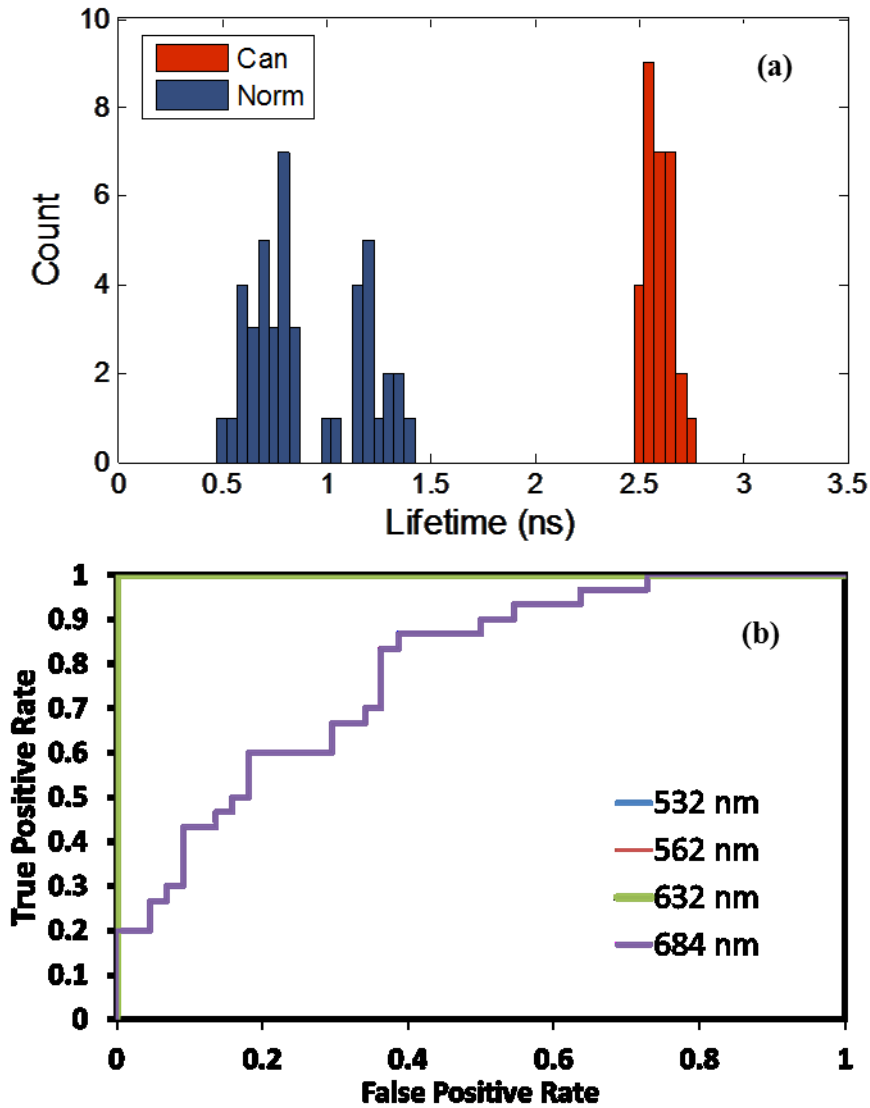 10
8
6
4
2
0
Count
Can
Norm
(a)
0 0.5 1 1.5 2 2.5 3 3.5
Lifetime (ns)
1
0.9
0.8
0.7
0.6
0.5
0.4
0.3
0.2
0.1
0
True Positive Rate
(b)
532 nm
562 nm
632 nm
684 nm
0 0.2 0.4 0.6 0.8 1
False Positive Rate